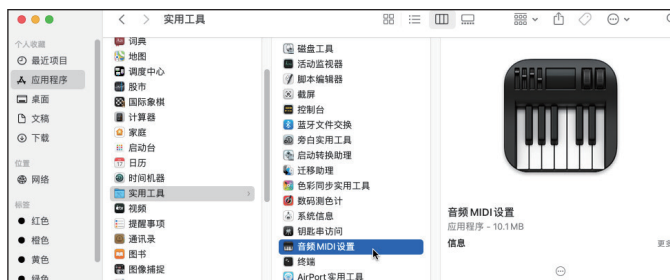 实用工具
个人收藏
最近项目
应用程序
桌面
文稿
下载
位置
网络
标签
红色
橙色
黄色
绿色
词典
地图
调度中心
股市
国际象棋
计算器
家庭
启动台
日历
时间机器
实用工具
视频
提醒事项
通讯录
图书
图像捕捉
磁盘工具
活动监视器
脚本编辑器
截屏
控制台
蓝牙文件交换
旁白实用工具
启动转换助理
迁移助理
色彩同步实用工具
数码测色计
系统信息
钥匙串访问
音频 MIDI 设置
终端
AirPort 实用工具
音频 MIDI 设置
应用程序 - 10.1 MB
信息